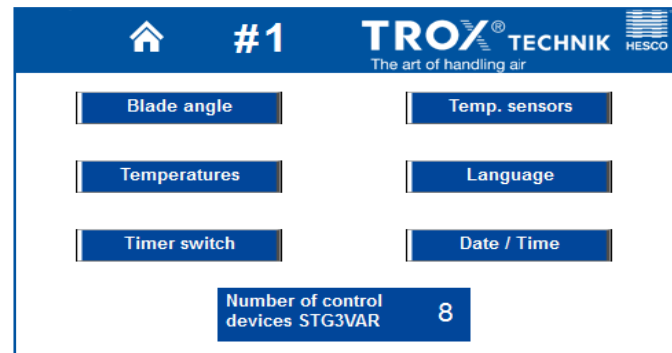 #1
TROX® TECHNIK
The art of handling air
HESCO
Blade angle
Temp. sensors
Temperatures
Language
Timer switch
Date / Time
Number of control
devices STG3VAR
8